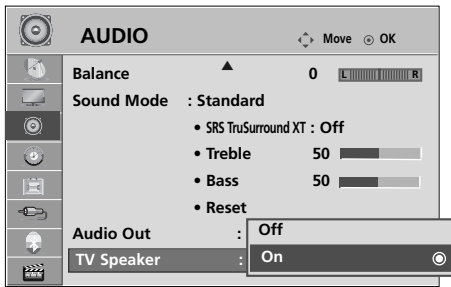 AUDIO Move OK
Balance 0 L R
Sound Mode : Standard
• SRS TruSurround XT : Off
• Treble 50
• Bass 50
• Reset
Audio Out : Off
TV Speaker : On